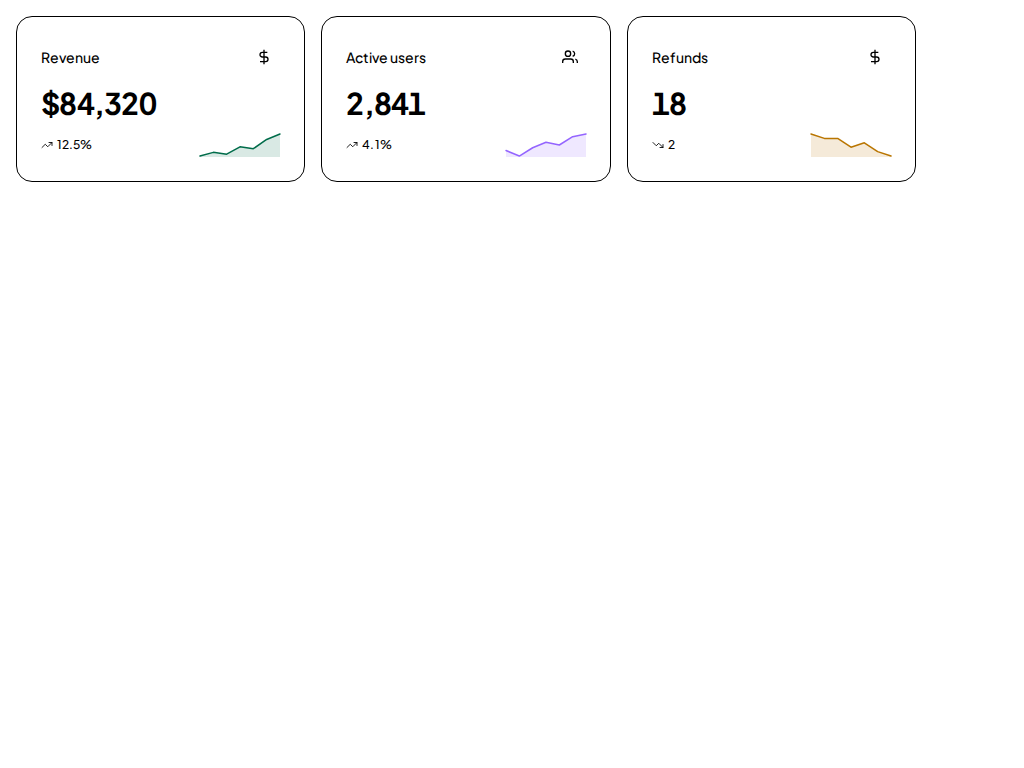 Revenue
$84,320
12.5%
Active users
2,841
4.1%
Refunds
18
2